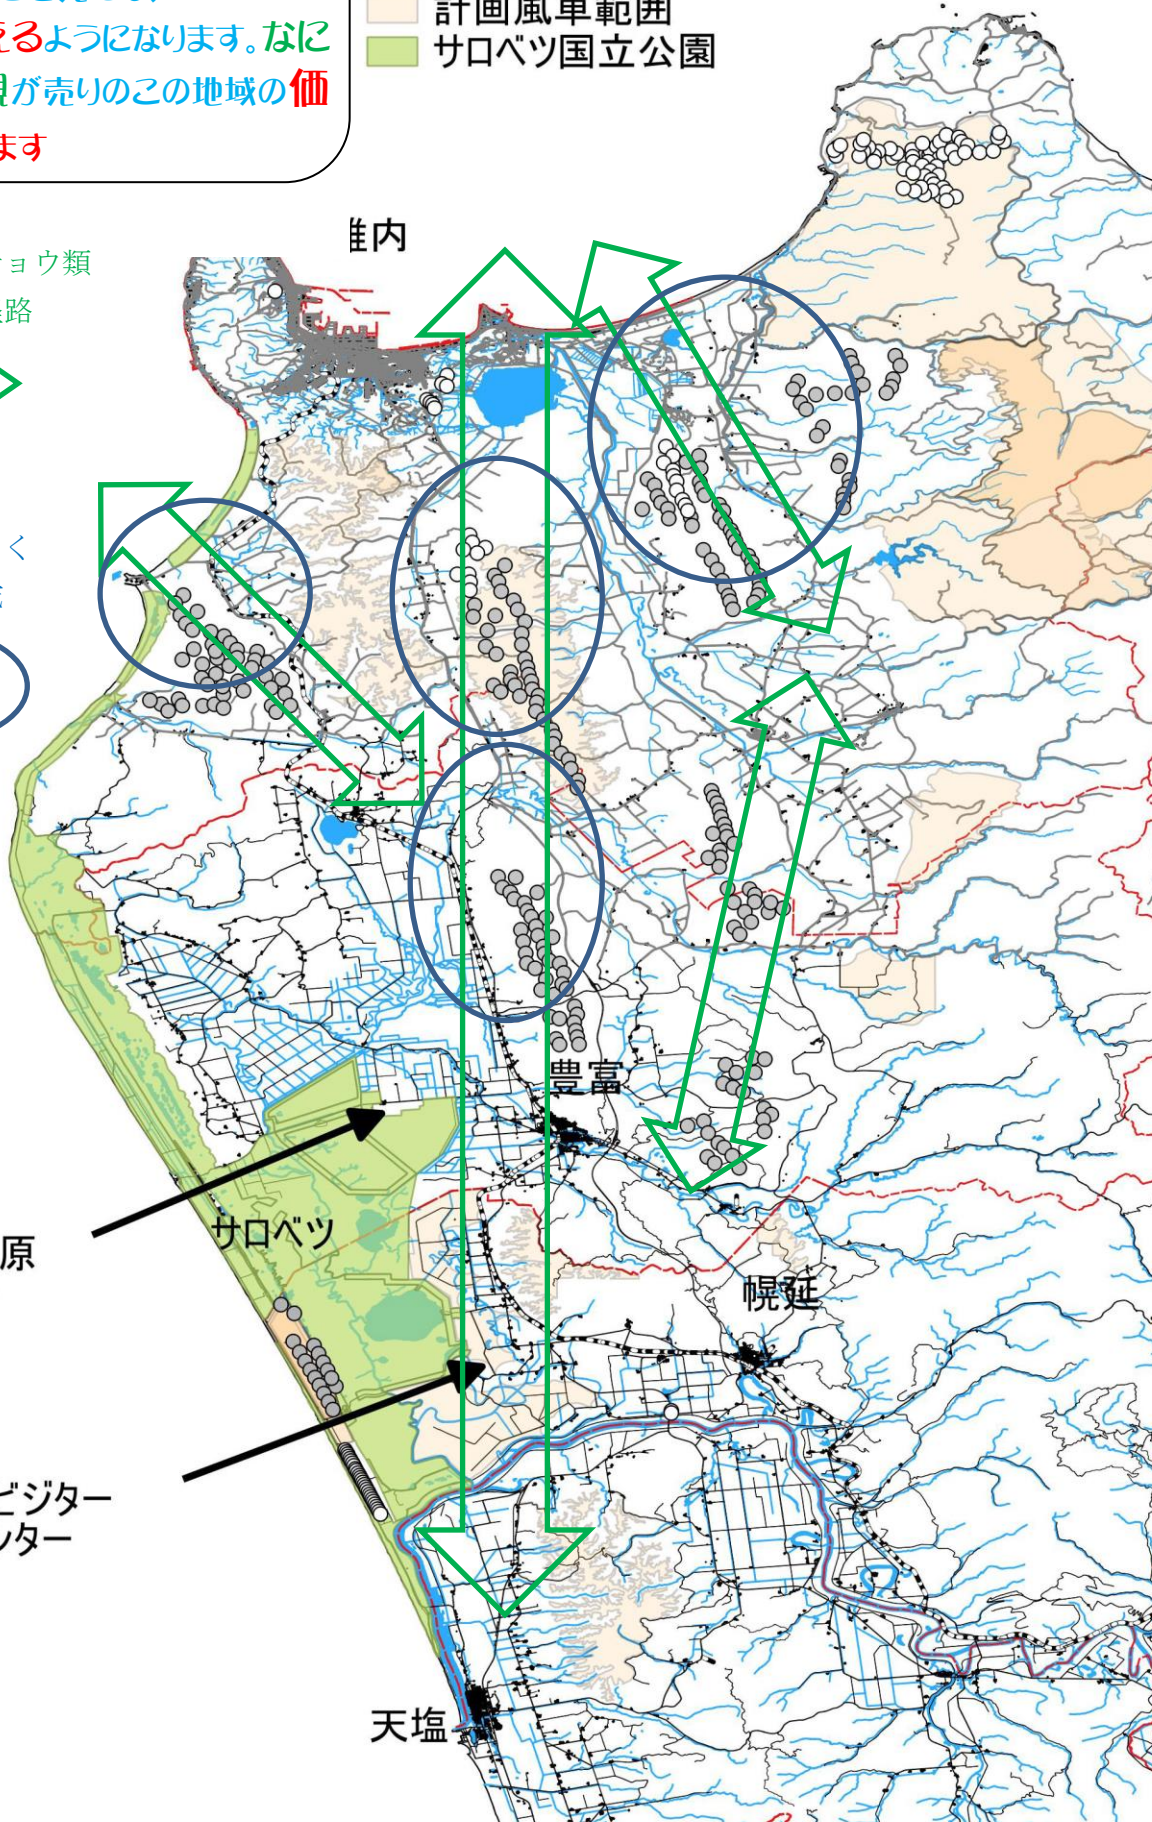 えるようになります。なに
観が売りのこの地域の価
ます
計画風車範囲
サロベツ国立公園
稚内
ョウ類
路
く
豊富
サロベツ
原
幌延
ビジター
ンター
天塩